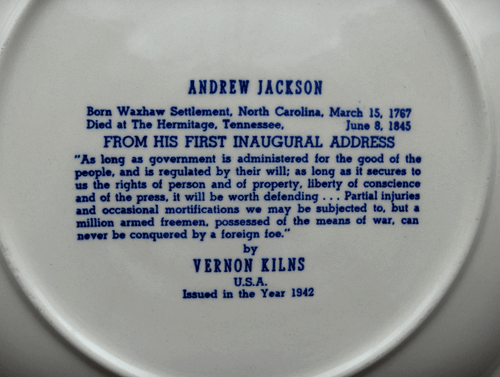 ANDREW JACKSON
Born Waxhaw Settlement, North Carolina, March 15, 1767
Died at The Hermitage, Tennessee, June 8, 1845
FROM HIS FIRST INAUGURAL ADDRESS
"As long as government is administered for the good of the
people, and is regulated by their will; as long as it secures to
us the rights of person and of property, liberty of conscience
and of the press, it will be worth defending . . . Partial injuries
and occasional mortifications we may be subjected to, but a
million armed freemen, possessed of the means of war, can
never be conquered by a foreign foe."
by
VERNON KILNS
U.S.A.
Issued in the Year 1942